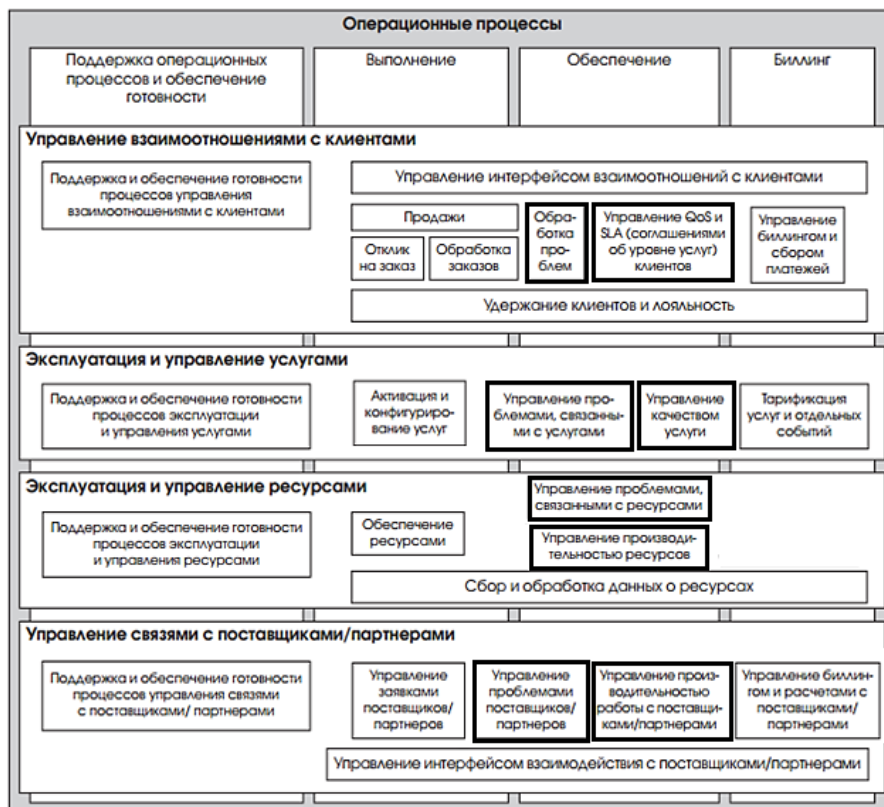 Операционные процессы
Поддержка операционных
процессов и обеспечение
готовности
Выполнение
Обеспечение
Биллинг
Управление взаимоотношениями с клиентами
Поддержка и обеспечение готовности
процессов управления
взаимоотношениями с клиентами
Управление интерфейсом взаимоотношений с клиентами
Продажи
Отклик
на заказ
Обработка
заказов
Обра-
ботка
проб-
лем
Управление QoS и
SLA (соглашениями
об уровне услуг)
клиентов
Управление
биллингом и
сбором
платежей
Удержание клиентов и лояльность
Эксплуатация и управление услугами
Поддержка и обеспечение готовности
процессов эксплуатации
и управления услугами
Активация и
конфигуриро-
вание услуг
Управление про-
блемами, связанны-
ми с услугами
Управление
качеством
услуги
Тарификация
услуг и отдельных
событий
Эксплуатация и управление ресурсами
Поддержка и обеспечение готовности
процессов эксплуатации
и управления ресурсами
Обеспечение
ресурсами
Управление проблемами,
связанными с ресурсами
Управление производи-
тельностью ресурсов
Сбор и обработка данных о ресурсах
Управление связями с поставщиками/партнерами
Поддержка и обеспечение готовности
процессов управления связями
с поставщиками/ партнерами
Управление
заявками
поставщиков/
партнеров
Управление
проблемами
поставщиков/
партнеров
Управление произ-
водительностью
работы с поставщи-
ками/партнерами
Управление биллин-
гом и расчетами с
поставщиками/
партнерами
Управление интерфейсом взаимодействия с поставщиками/партнерами